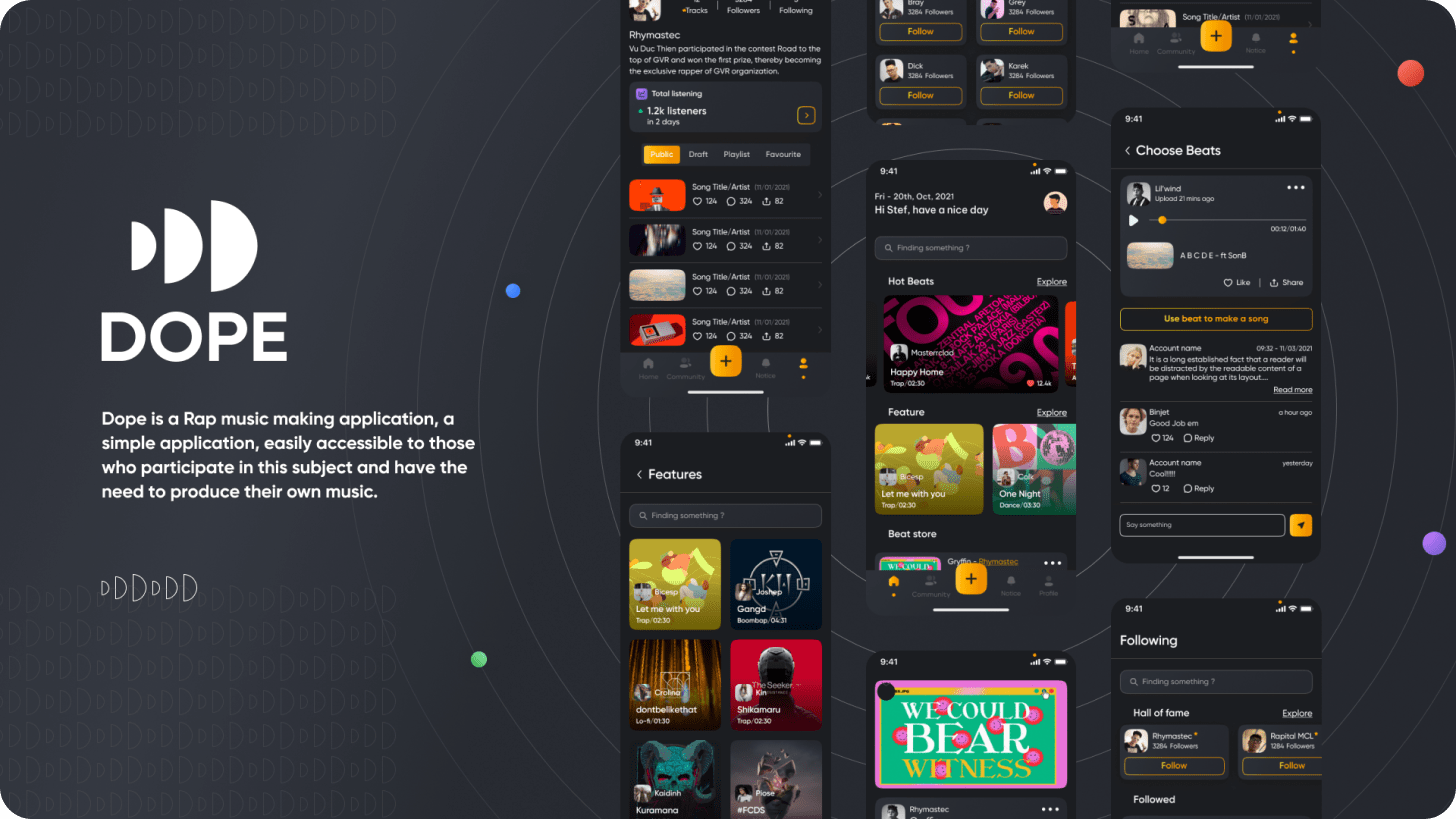 DOPE
Dope is a Rap music making application, a
simple application, easily accessible to those
who participate in this subject and have the
need to produce their own music.
Tracks
Followers
Following
Rhymastec
Vu Duc Thien participated in the contest Road to the
top of GVR and won the first prize, thereby becoming
the exclusive rapper of GVR organization.
Total listening
1.2k listeners
in 2 days
Public Draft Playlist Favourite
Song Title/Artist (11/01/2021)
124 324 82
Song Title/Artist (11/01/2021)
124 324 82
Song Title/Artist (11/01/2021)
124 324 82
Song Title/Artist (11/01/2021)
124 324 82
Home Community + Notice
9:41
Features
Finding something ?
Bicesp
Let me with you
Trap/02:30
Joshep
Gangd
Boombap/04:31
Crolina
dontbelikethat
Lo-fi/01:30
The Seeker.
Kin
Shikamaru
Trap/02:30
Kaidinh
Kuramana
Plose
#FCDS
Bray
3284 Followers
Follow
Grey
3284 Followers
Follow
Dick
3284 Followers
Follow
Karek
3284 Followers
Follow
9:41
Fri - 20th, Oct, 2021
Hi Stef, have a nice day
Finding something ?
Hot Beats Explore
Masterrclad
Happy Home
Trap/02:30 12.4k
Feature Explore
Bicesp
Let me with you
Trap/02:30
One Night
Dance/03:30
Beat store
WE COULD
Gryffin - Rhymastec
Community + Notice Profile
9:41
WE COULD
BEAR
WITNESS
Rhymastec
Song Title/Artist (11/01/2021)
Home Community + Notice
9:41
Choose Beats
Lil'wind
Upload 21 mins ago
00:12/01:40
A B C D E - ft SonB
Like | Share
Use beat to make a song
Account name 09:32 - 11/03/2021
It is a long established fact that a reader will
be distracted by the readable content of a
page when looking at its layout....
Read more
Binjet a hour ago
Good Job em
124 Reply
Account name yesterday
Cool!!!!!
12 Reply
Say something
9:41
Following
Finding something ?
Hall of fame Explore
Rhymastec
3284 Followers
Follow
Rapital MCL
1284 Followers
Follow
Followed